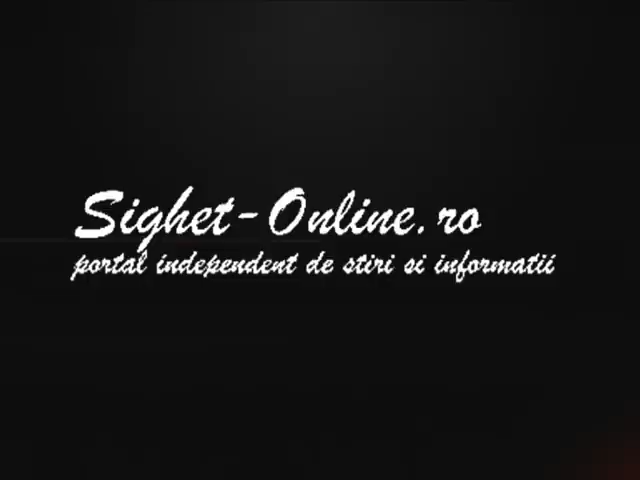 Sighet-Online.ro
portal independent de stiri si informatii